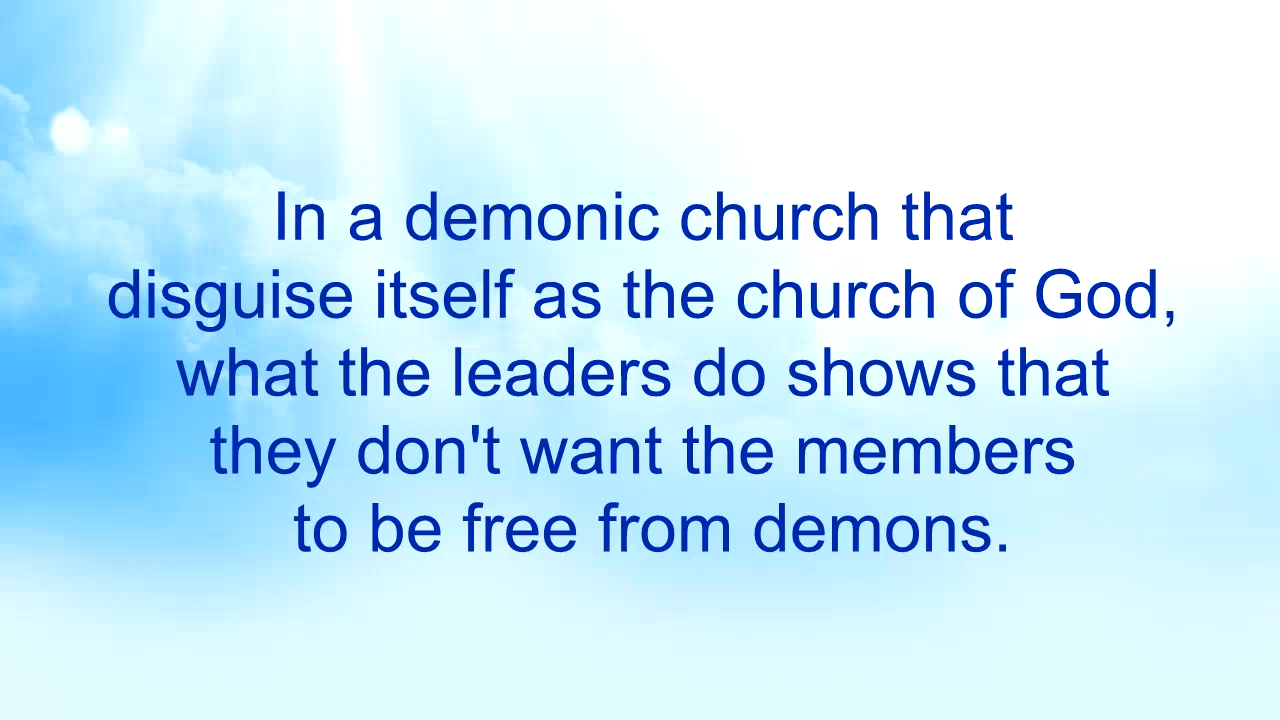 In a demonic church that
disguise itself as the church of God,
what the leaders do shows that
they don't want the members
to be free from demons.